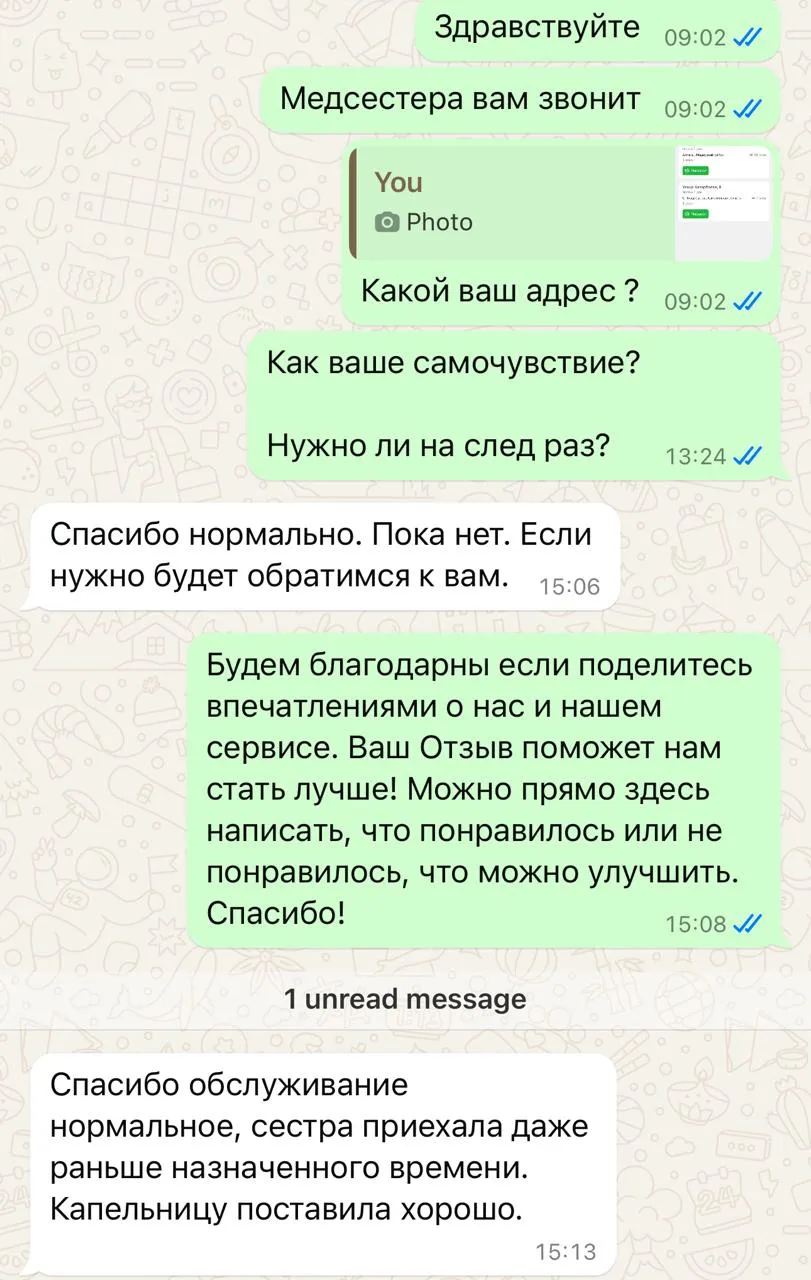 Здравствуйте 09:02
Медсестера вам звонит 09:02
You
Photo
Какой ваш адрес ? 09:02
Как ваше самочувствие?
Нужно ли на след раз? 13:24
Спасибо нормально. Пока нет. Если
нужно будет обратимся к вам. 15:06
Будем благодарны если поделитесь
впечатлениями о нас и нашем
сервисе. Ваш Отзыв поможет нам
стать лучше! Можно прямо здесь
написать, что понравилось или не
понравилось, что можно улучшить.
Спасибо! 15:08
1 unread message
Спасибо обслуживание
нормальное, сестра приехала даже
раньше назначенного времени.
Капельницу поставила хорошо.
15:13